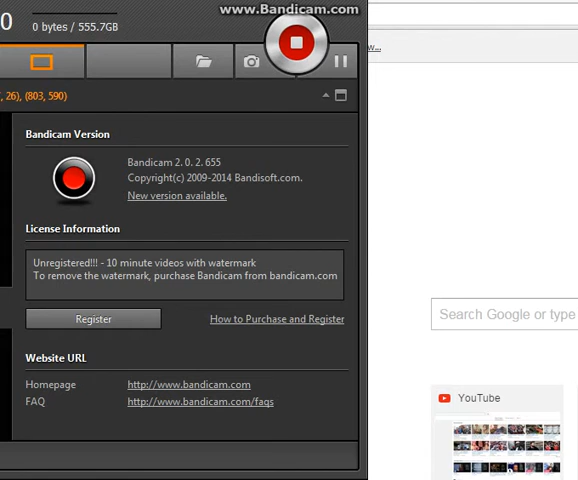 www.Bandicam.com
0 0 bytes / 555.7GB
w...
, 26), (803, 590)
Bandicam Version
Bandicam 2. 0. 2. 655
Copyright(c) 2009-2014 Bandisoft.com.
New version available.
License Information
Unregistered!!! - 10 minute videos with watermark
To remove the watermark, purchase Bandicam from bandicam.com
Register
How to Purchase and Register
Website URL
Homepage http://www.bandicam.com
FAQ http://www.bandicam.com/faqs
Search Google or type
YouTube